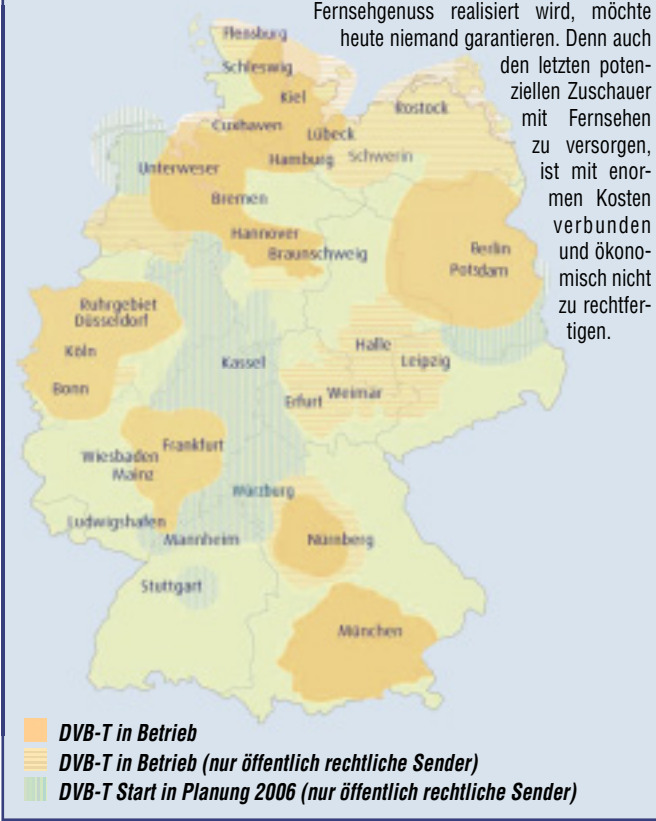 Fernsehgenuss realisiert wird, möchte
heute niemand garantieren. Denn auch
den letzten poten-
ziellen Zuschauer
mit Fernsehen
zu versorgen,
ist mit enor-
men Kosten
verbunden
und ökono-
misch nicht
zu rechtfer-
tigen.
Flensburg
Schleswig
Kiel
Rostock
Cuxhaven
Lübeck
Hamburg
Schwerin
Unterweser
Bremen
Hannover
Braunschweig
Berlin
Potsdam
Ruhrgebiet
Düsseldorf
Köln
Bonn
Kassel
Halle
Leipzig
Erfurt
Weimar
Frankfurt
Wiesbaden
Mainz
Würzburg
Ludwigshafen
Mannheim
Nürnberg
Stuttgart
München
DVB-T in Betrieb
DVB-T in Betrieb (nur öffentlich rechtliche Sender)
DVB-T Start in Planung 2006 (nur öffentlich rechtliche Sender)